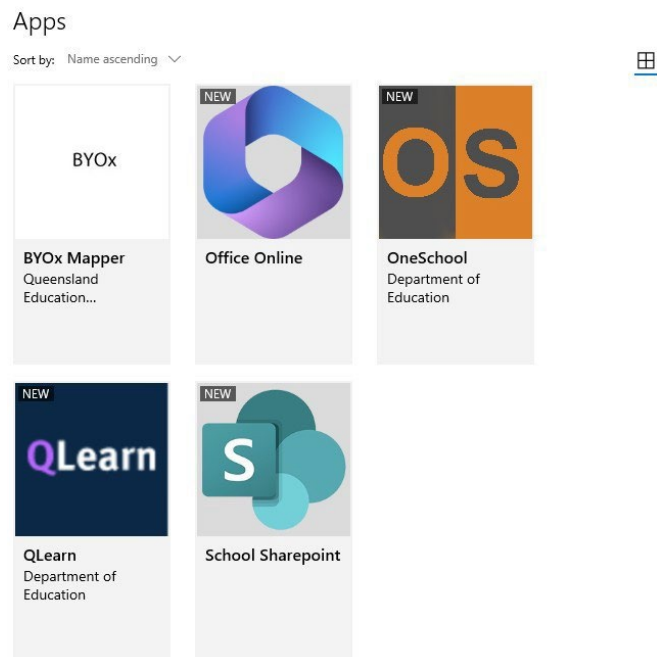 Apps
Sort by: Name ascending
BYOx
BYOx Mapper
Queensland
Education...
NEW
Office Online
NEW
OS
OneSchool
Department of
Education
NEW
QLearn
QLearn
Department of
Education
NEW
S
School Sharepoint